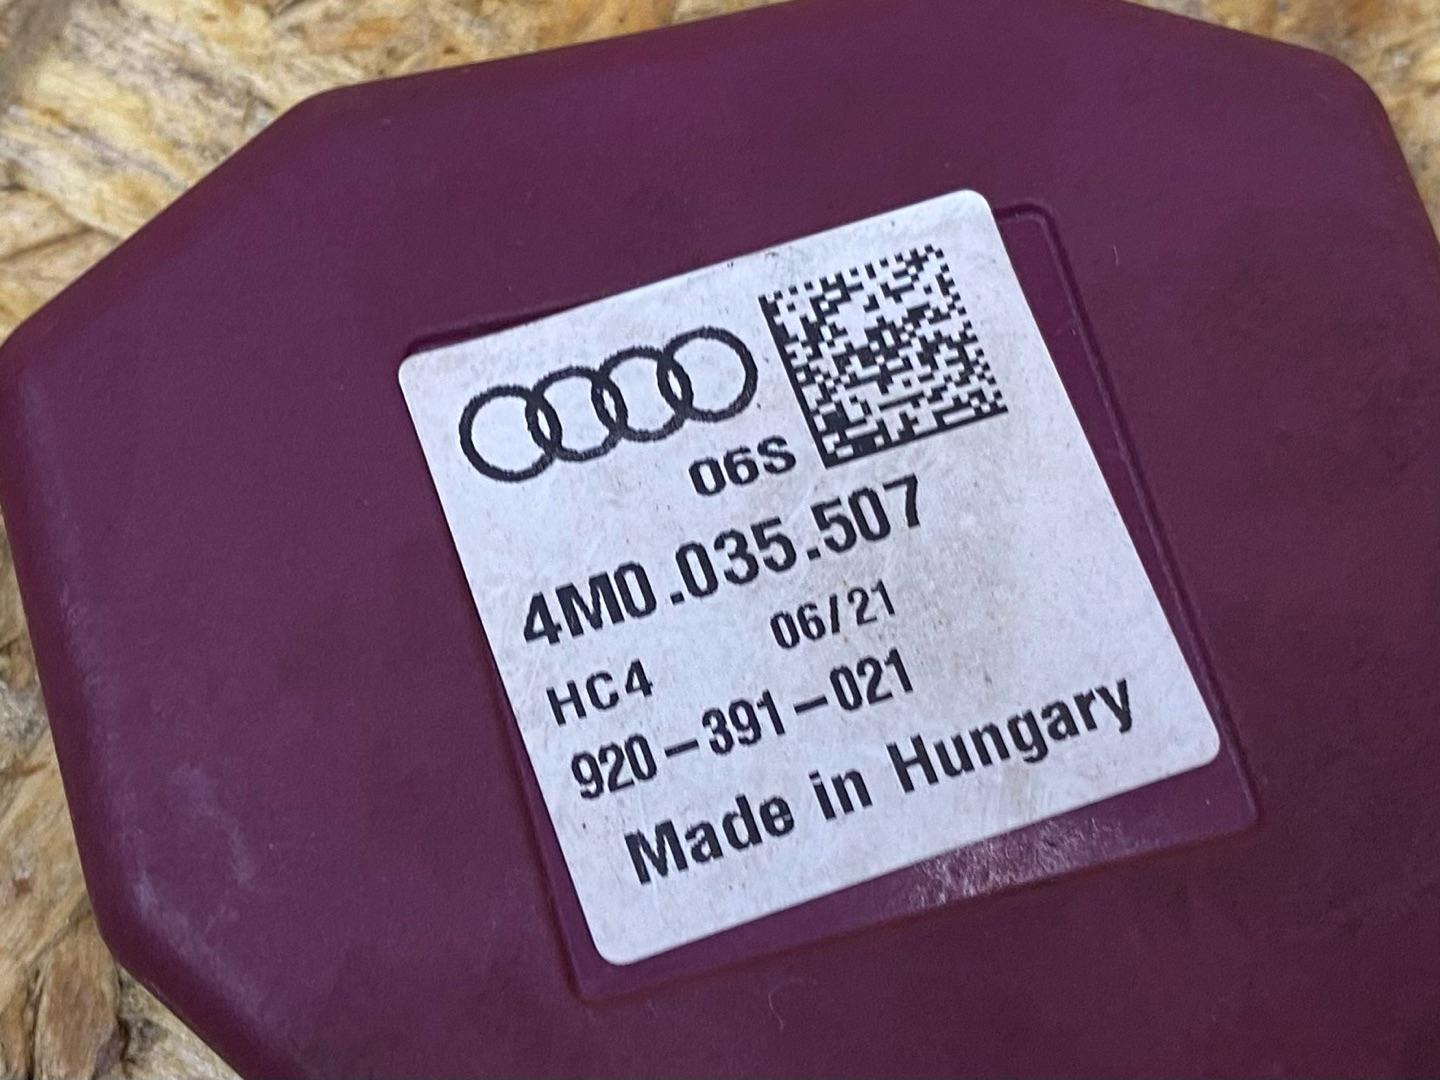 06S
4M0.035.507
HC4 06/21
920-391-021
Made in Hungary